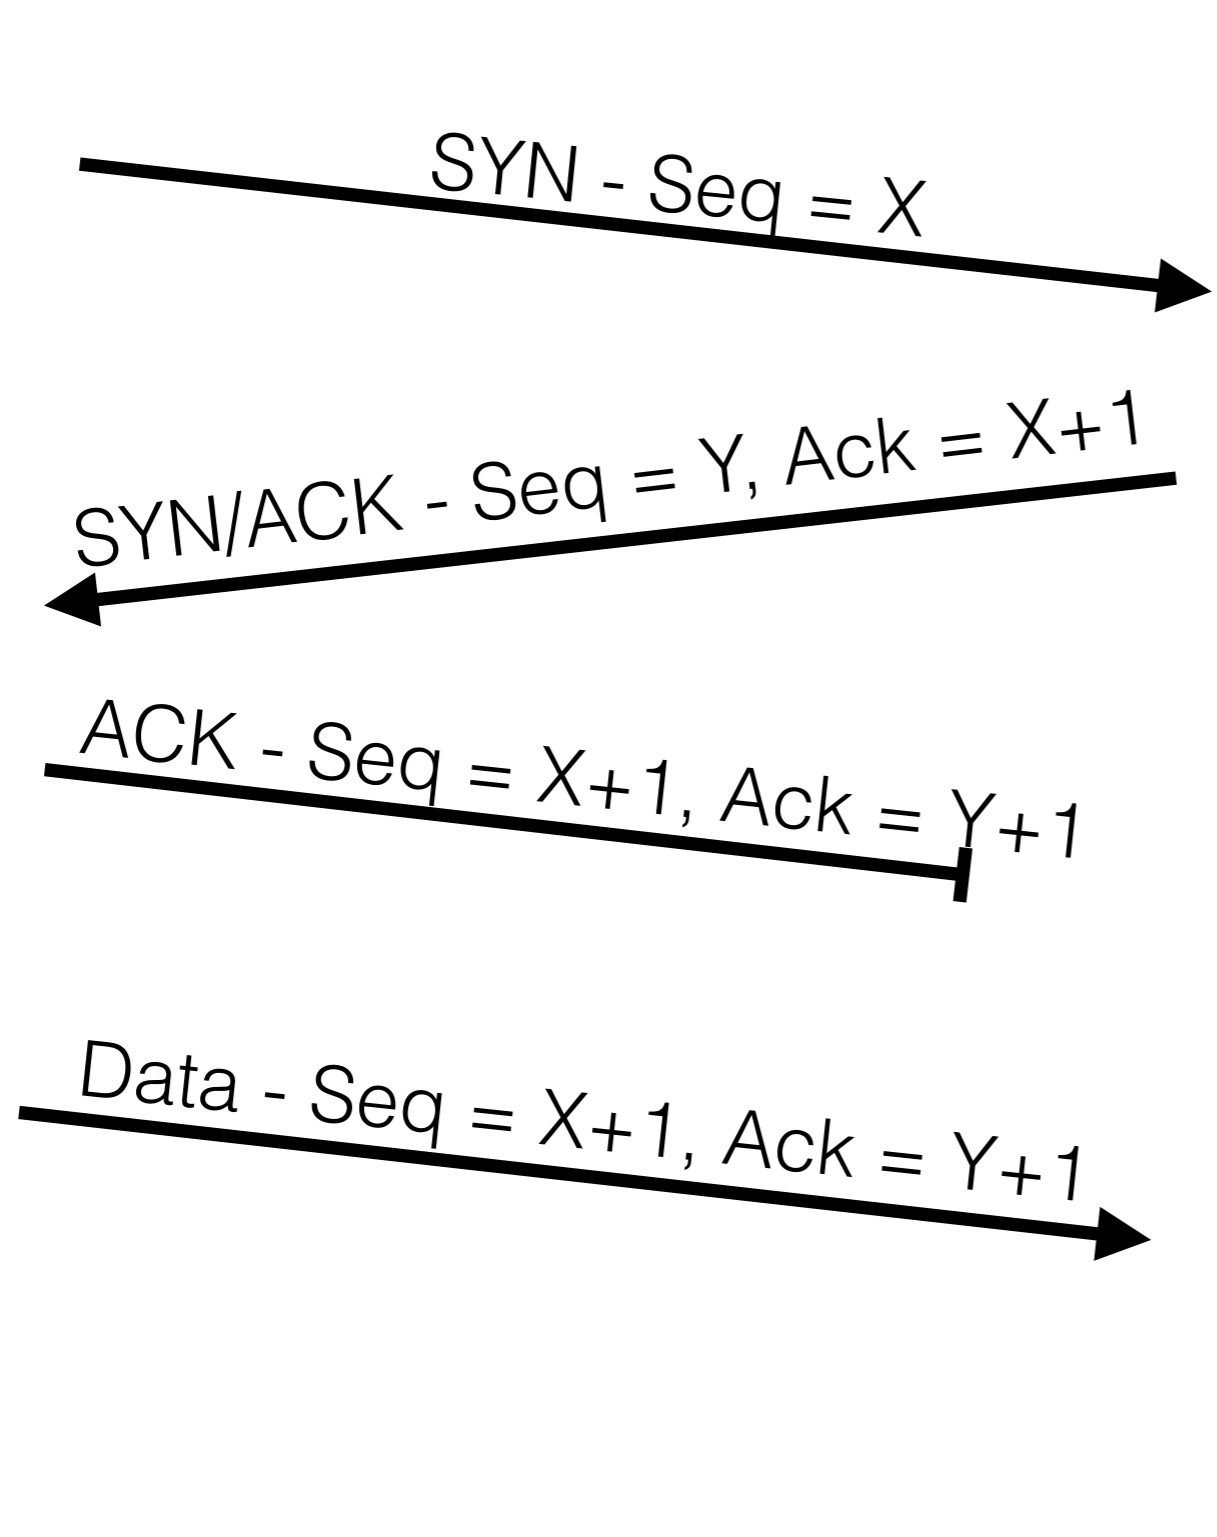 SYN - Seq = X
SYN/ACK - Seq = Y, Ack = X+1
ACK - Seq = X+1, Ack = Y+1
Data - Seq = X+1, Ack = Y+1